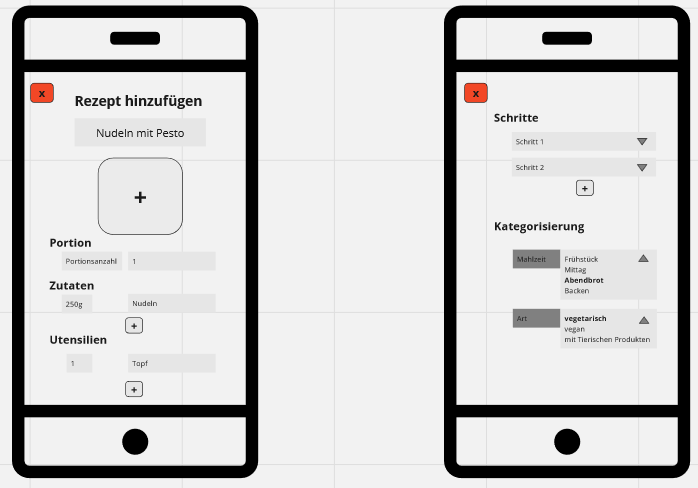 x
Rezept hinzufügen
Nudeln mit Pesto
+
Portion
Portionsanzahl 1
Zutaten
250g Nudeln
+
Utensilien
1 Topf
+
x
Schritte
Schritt 1
Schritt 2
+
Kategorisierung
Mahlzeit Frühstück
Mittag
Abendbrot
Backen
Art vegetarisch
vegan
mit Tierischen Produkten